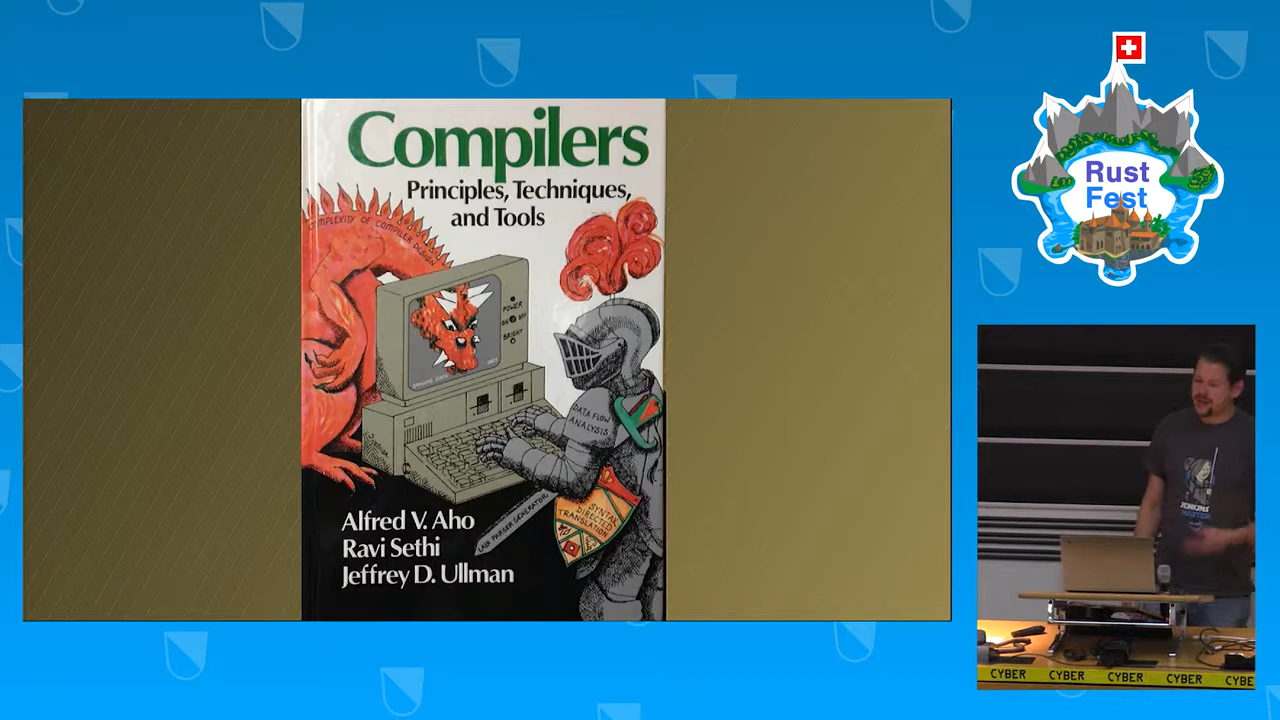 Compilers
Principles, Techniques,
and Tools
COMPLEXITY OF COMPILER DESIGN
POWER
ON OFF
BRIGHT
DATA FLOW
ANALYSIS
SYNTAX
DIRECTED
TRANSLATION
LALR PARSER GENERATOR
Alfred V. Aho
Ravi Sethi
Jeffrey D. Ullman
Rust
Fest
JENKINS
CYBER CYBER CYBER CYBER CYBE